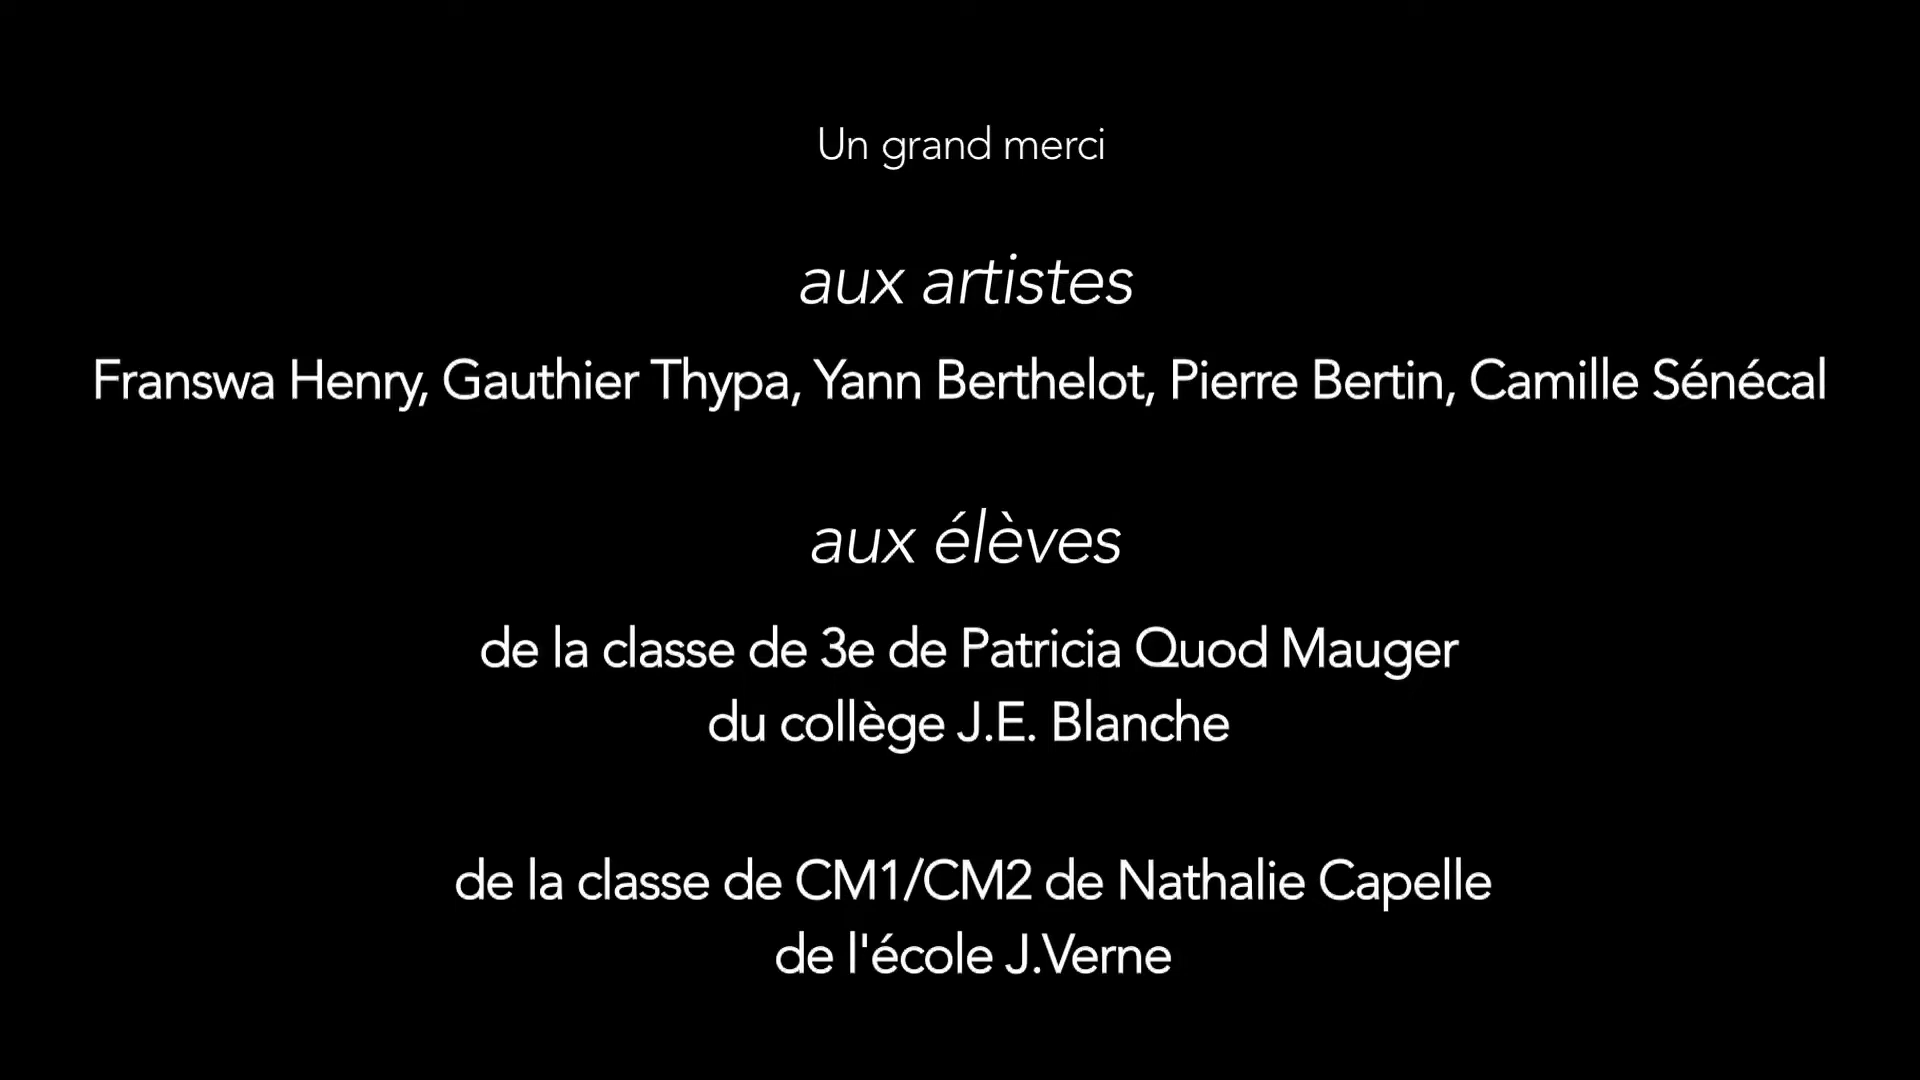 Un grand merci
aux artistes
Franswa Henry, Gauthier Thypa, Yann Berthelot, Pierre Bertin, Camille Sénécal
aux élèves
de la classe de 3e de Patricia Quod Mauger
du collège J.E. Blanche
de la classe de CM1/CM2 de Nathalie Capelle
de l'école J.Verne